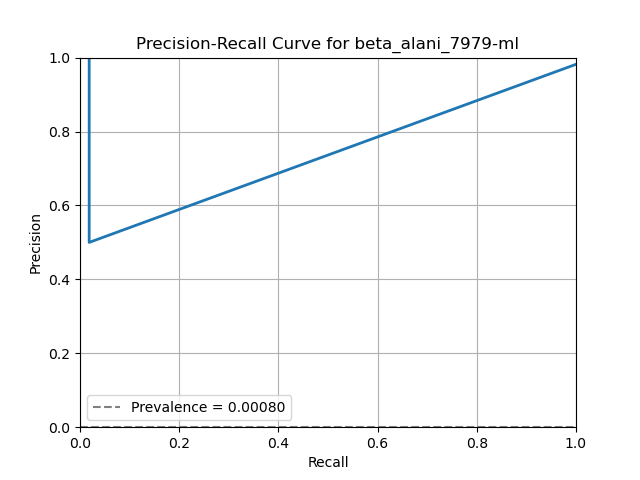 Precision-Recall Curve for beta_alani_7979-ml
1.0
0.8
0.6
0.4
0.2
0.0
Precision
Prevalence = 0.00080
0.0 0.2 0.4 0.6 0.8 1.0
Recall